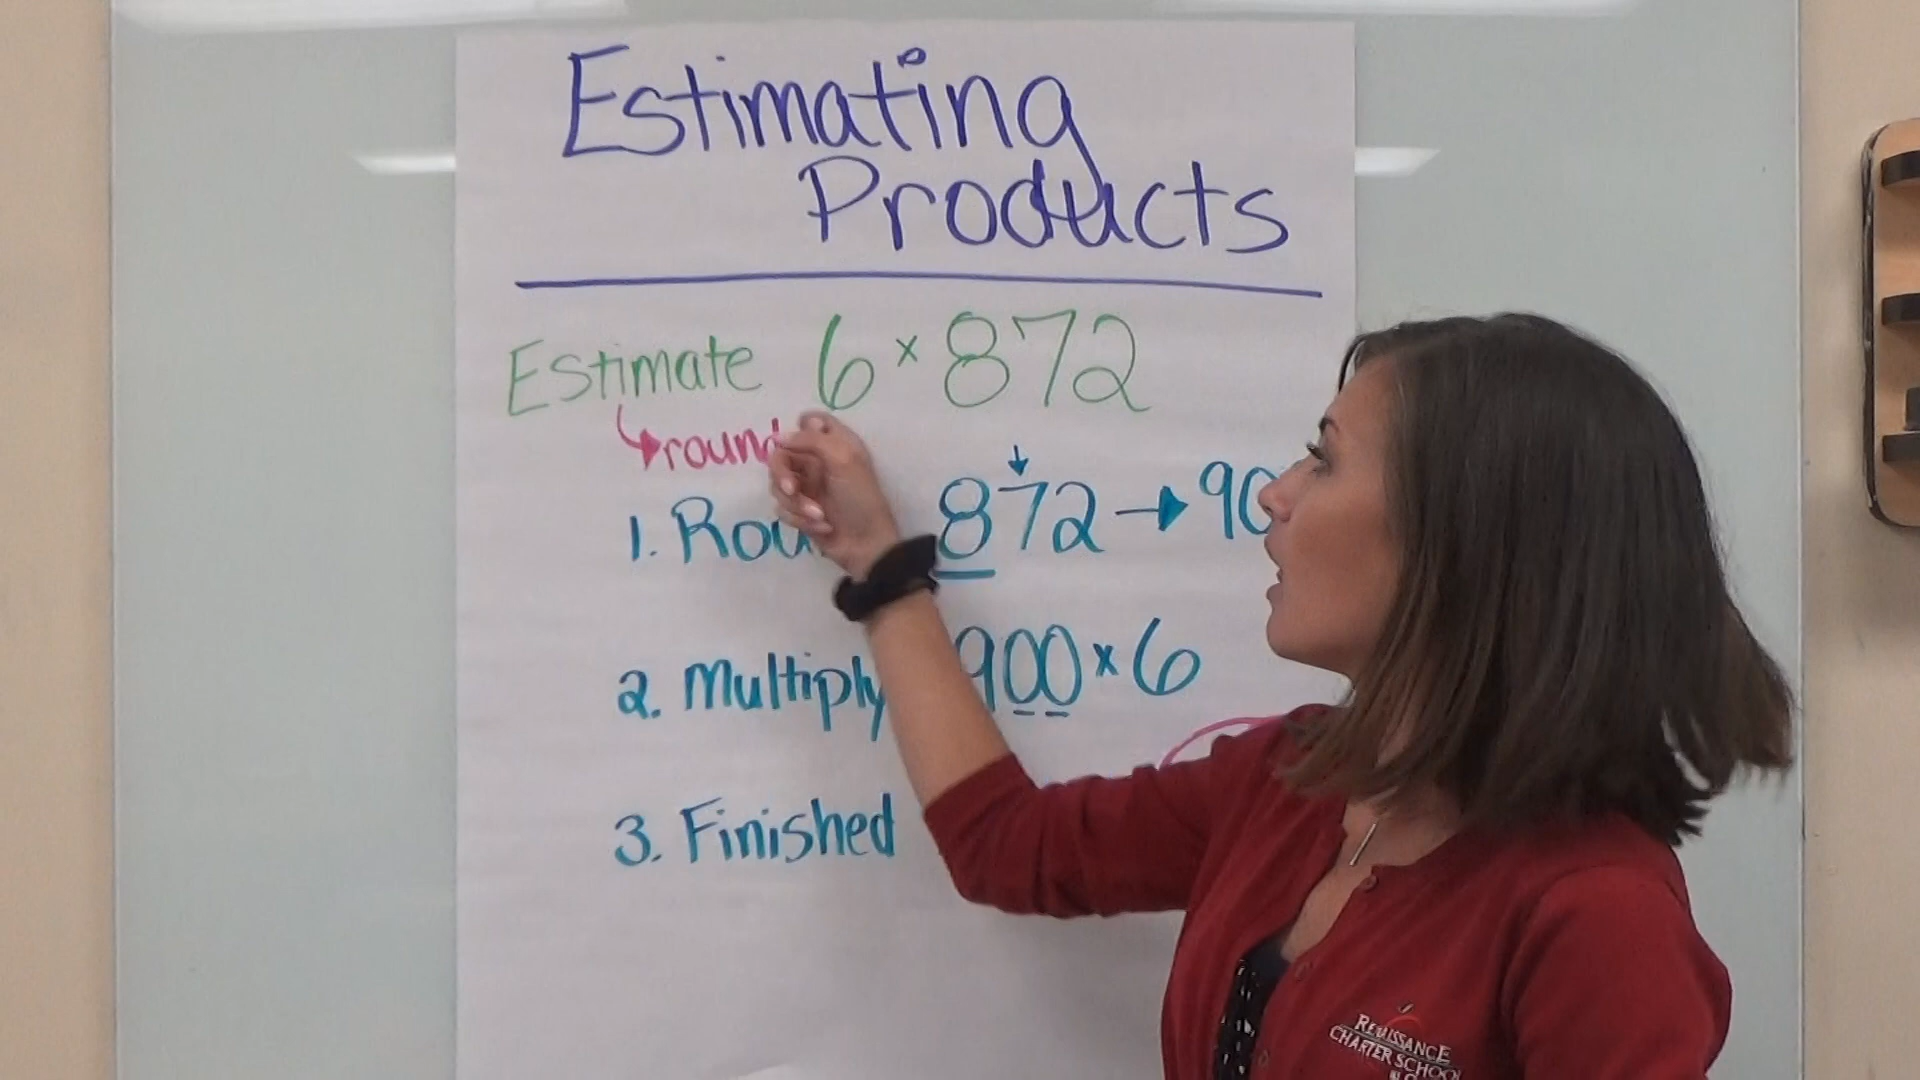 Estimating
Products
Estimate 6 × 872
round
1. Rou 872 → 90
2. Multiply 900 × 6
3. Finished
RENAISSANCE
CHARTER SCHOOL